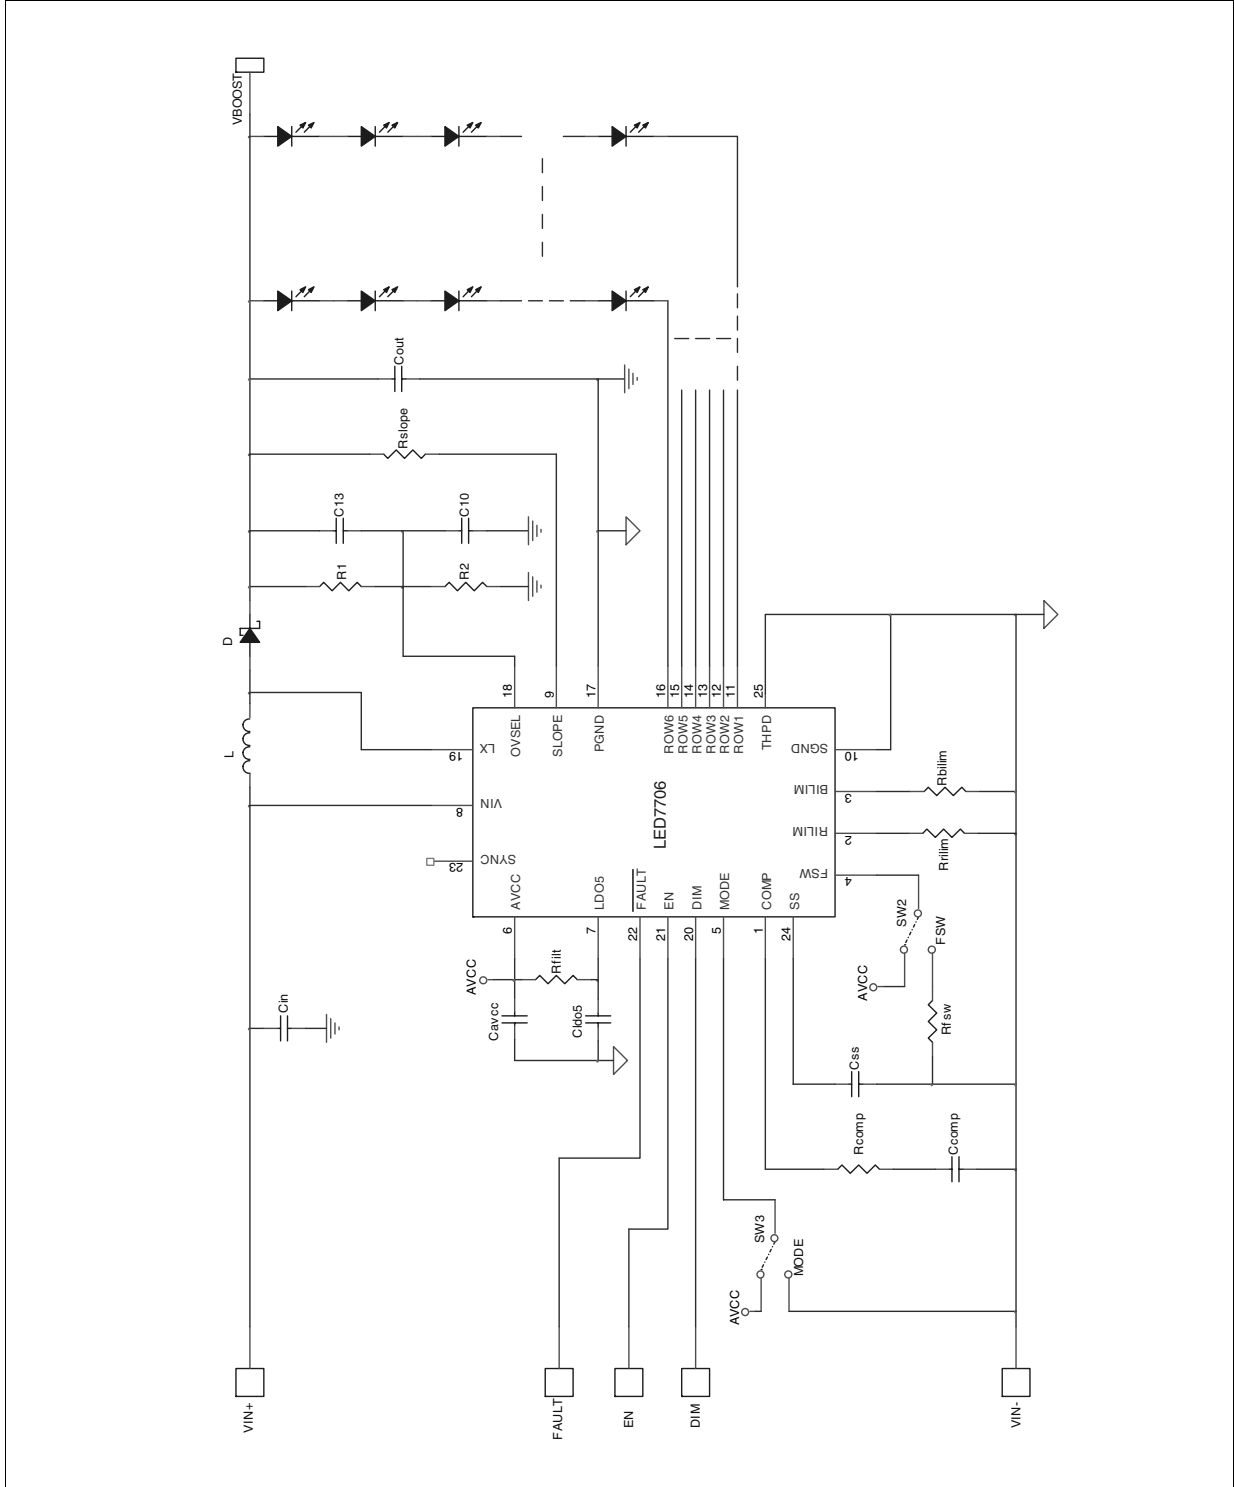 VBOOST
Cout
Rslope
C13
C10
R1
R2
D
L
18
9
17
16
15
14
13
12
11
25
19
LX
OVSEL
SLOPE
PGND
ROW6
ROW5
ROW4
ROW3
ROW2
ROW1
THPD
SGND
10
8
VIN
LED7706
BILIM
3
Rbilim
RILIM
2
Rrilim
23
SYNC
AVCC
LDO5
FAULT
EN
DIM
MODE
COMP
SS
FSW
4
6
7
22
21
20
5
1
24
SW2
FSW
AVCC
Rfilt
AVCC
Cin
Cavcc
Cldo5
Rfsw
Css
Rcomp
Ccomp
SW3
MODE
AVCC
VIN+
FAULT
EN
DIM
VIN-